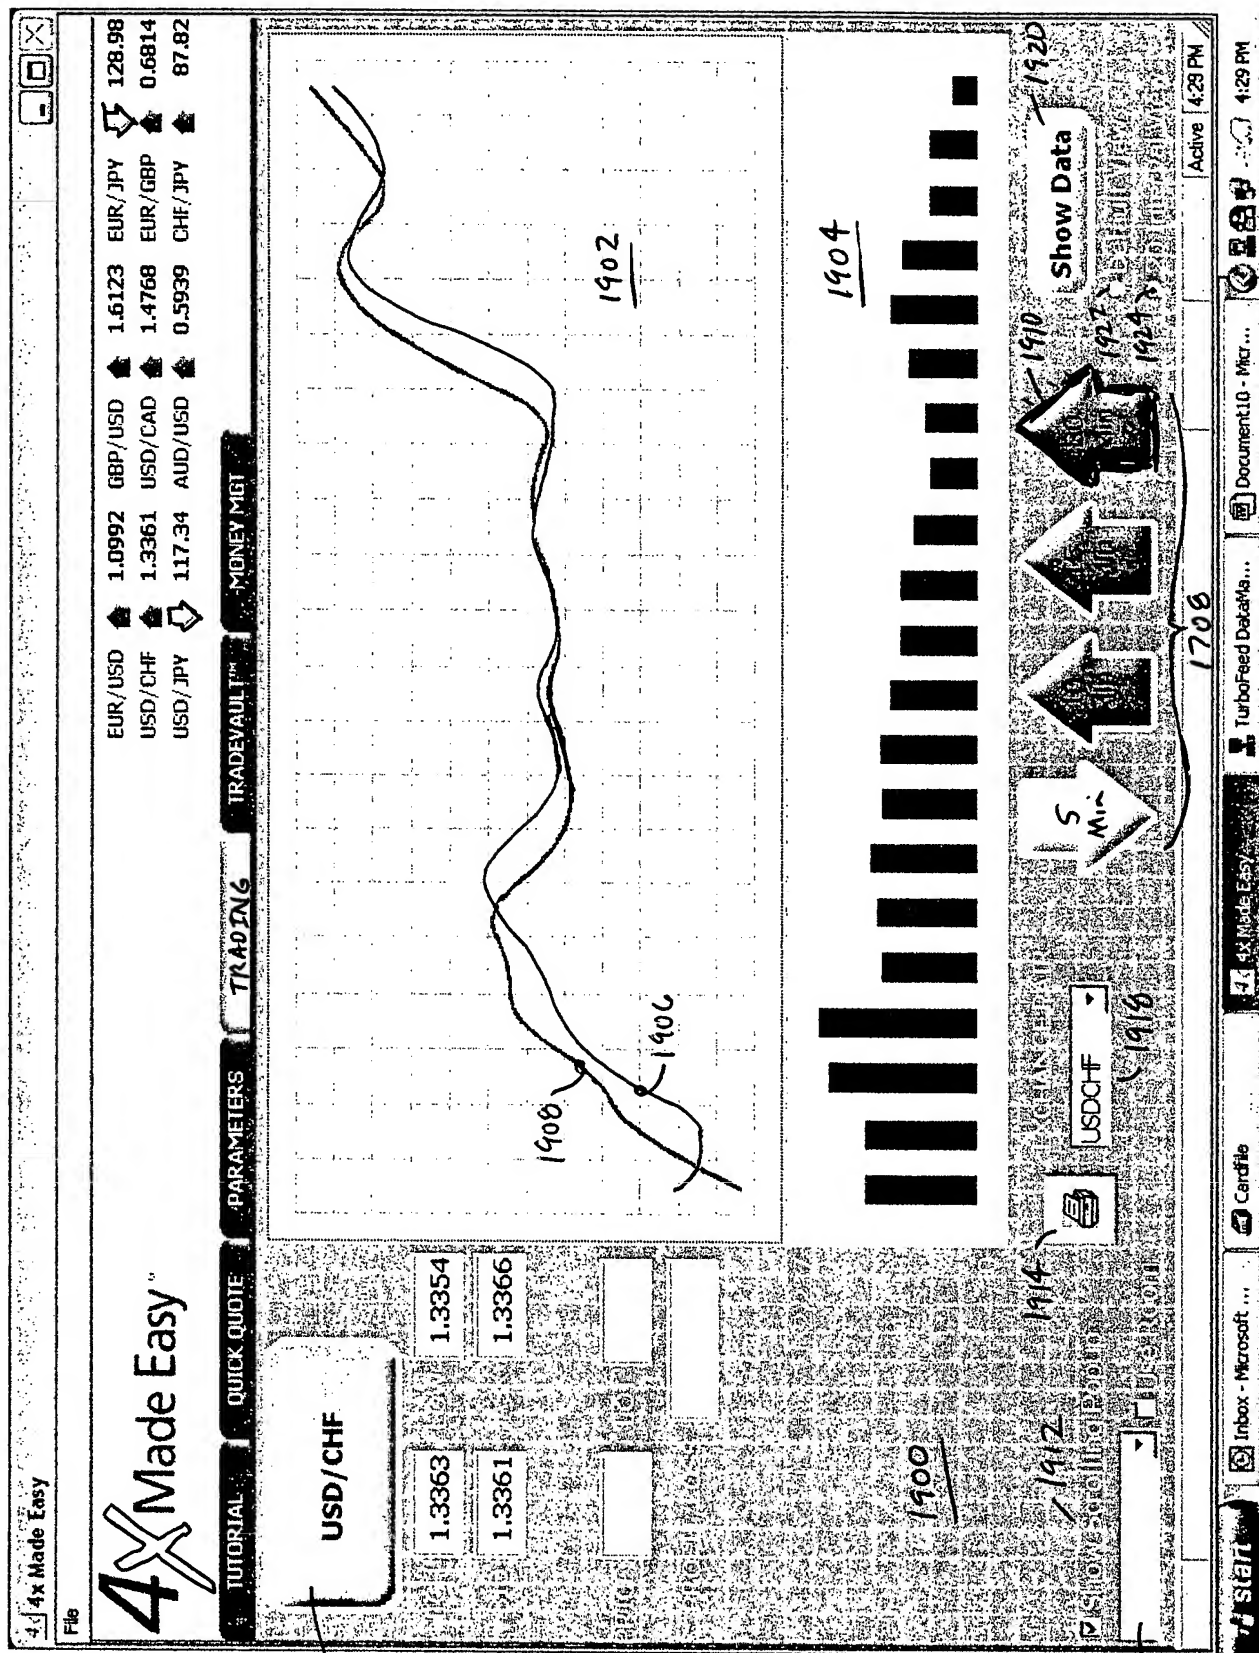 4x Made Easy
File
4X Made Easy
EUR/USD 1.0992 GBP/USD 1.6123 EUR/JPY 128.98
USD/CHF 1.3361 USD/CAD 1.4768 EUR/GBP 0.6814
USD/JPY 117.34 AUD/USD 0.5939 CHF/JPY 87.82
TUTORIAL QUICK QUOTE PARAMETERS TRADING TRADEVAULT™ MONEY MGT
USD/CHF
1.3363 1.3354
1.3361 1.3366
1908
1906
1902
1904
1900
1912
1914
1918
1910
1920
1922
1924
USDCHF
5 Min
Show Data
1708
Active 4:29 PM
Start Inbox - Microsoft ... Cardfile 4x Made Easy TurboFeed DataMa... Document10 - Micr... 4:29 PM